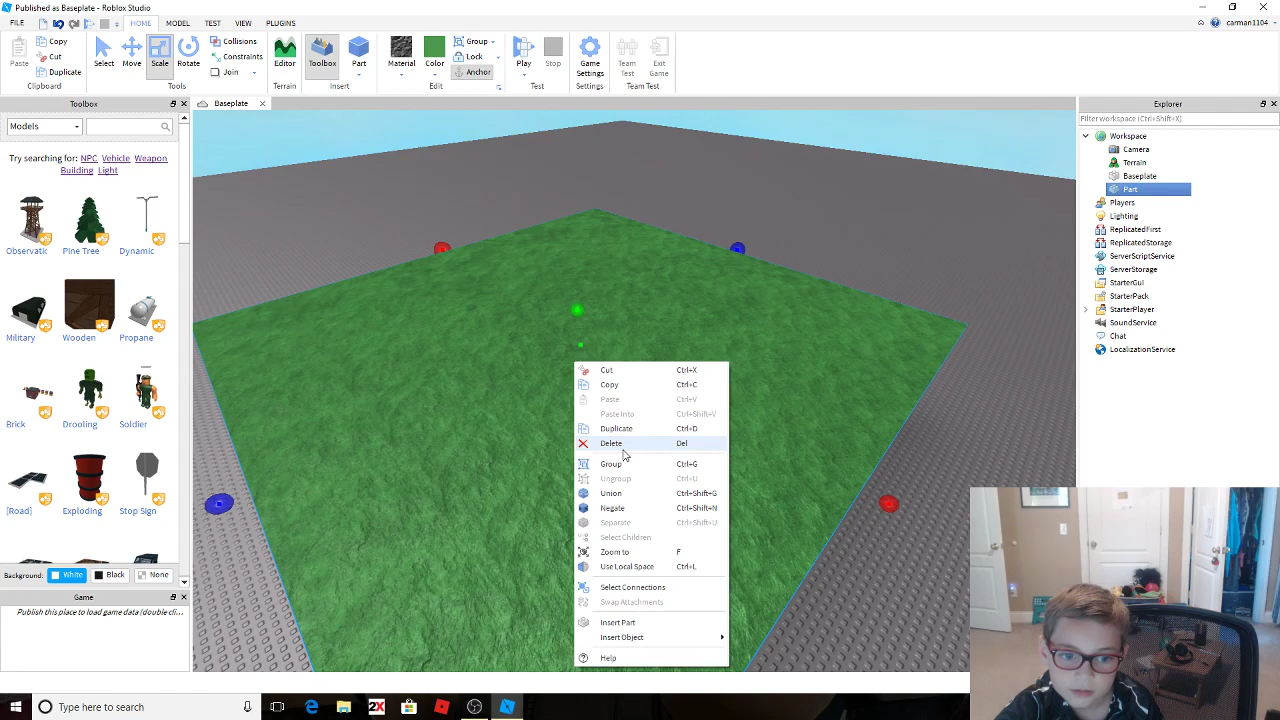 Published as Baseplate - Roblox Studio
FILE HOME MODEL TEST VIEW PLUGINS carman1104
Paste Copy Cut Duplicate
Clipboard
Select Move Scale Rotate Collisions Constraints Join
Tools
Editor
Terrain
Toolbox Part
Insert
Material Color Group Lock Anchor
Edit
Play Stop
Test
Game Settings
Settings
Team Test Exit Game
Team Test
Toolbox
Models
Try searching for: NPC Vehicle Weapon
Building Light
Observatic Pine Tree Dynamic
Military Wooden Propane
Brick Drooling Soldier
[Road] Exploding Stop Sign
Background: White Black None
Game
Publish this place to load game data (double cli...
Baseplate
Cut Ctrl+X
Copy Ctrl+C
Paste Ctrl+V
Paste Into Ctrl+Shift+V
Duplicate Ctrl+D
Delete Del
Group Ctrl+G
Ungroup Ctrl+U
Union Ctrl+Shift+G
Negate Ctrl+Shift+N
Separate Ctrl+Shift+U
Select Children
Zoom to F
Use Local Space Ctrl+L
Select Connections
Swap Attachments
Insert Part
Insert Object
Help
Explorer
Filter workspace (Ctrl+Shift+X)
Workspace
Camera
Terrain
Baseplate
Part
Players
Lighting
ReplicatedFirst
ReplicatedStorage
ServerScriptService
ServerStorage
StarterGui
StarterPack
StarterPlayer
SoundService
Chat
LocalizationService
Type here to search
2X